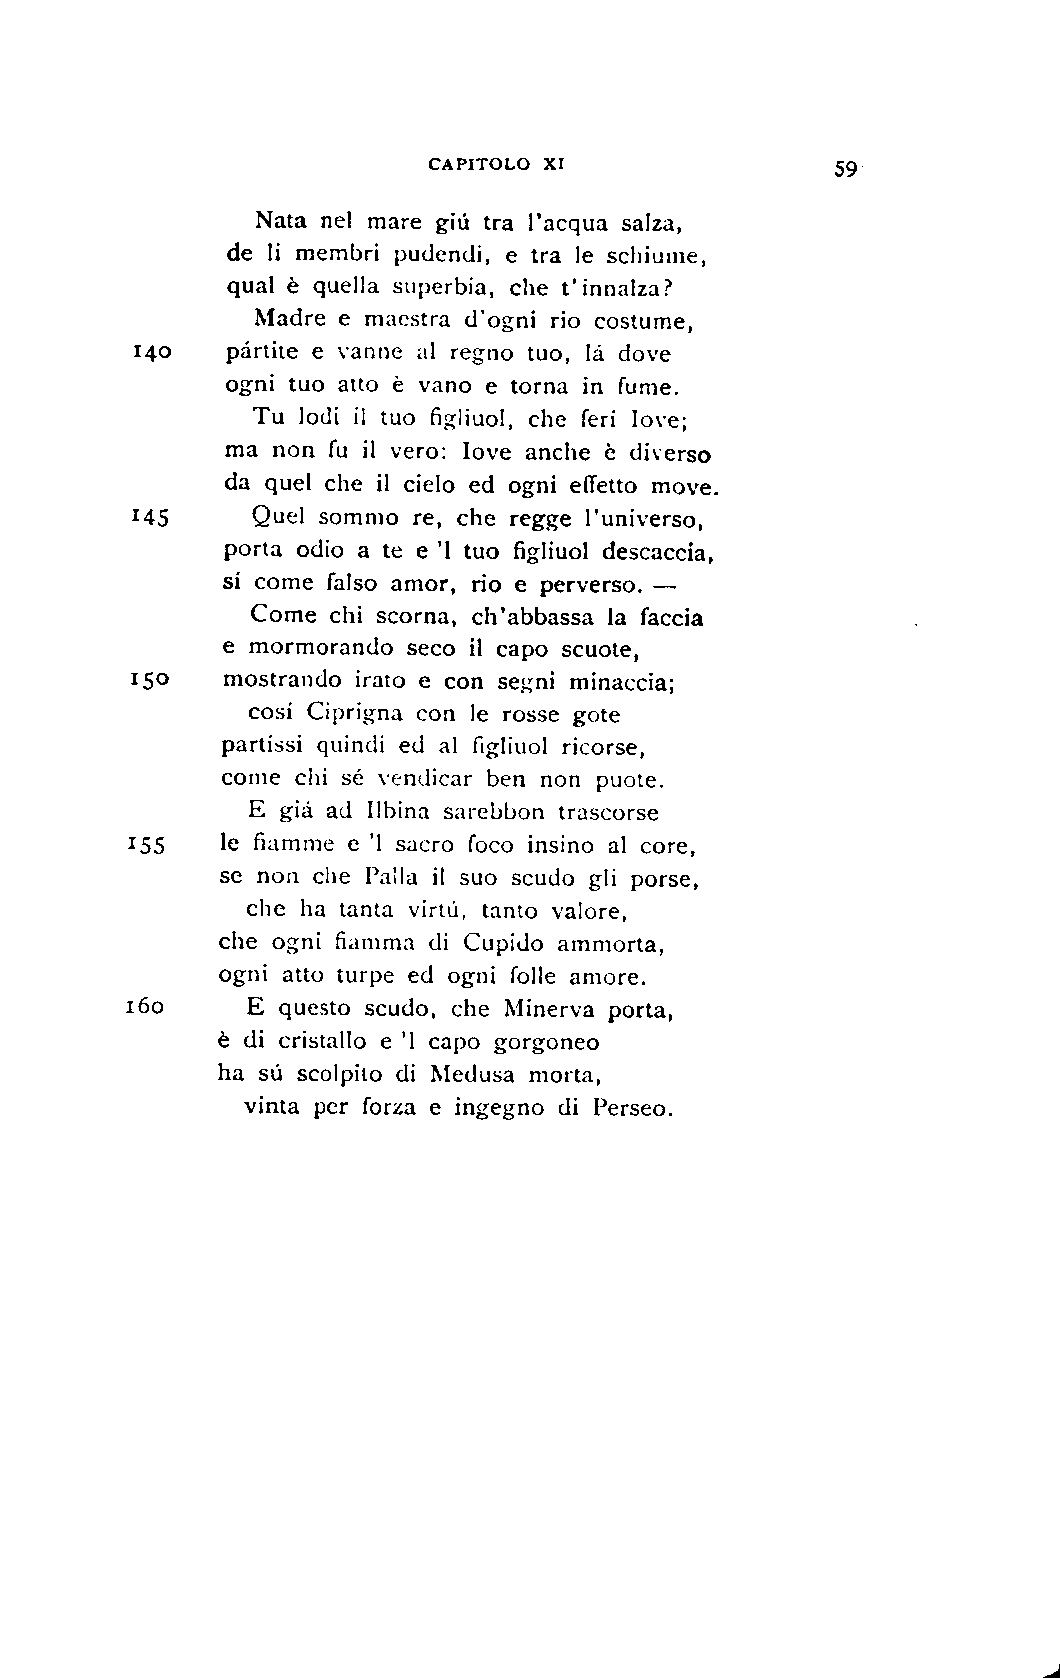 CAPITOLO XI 59
Nata nel mare giú tra l'acqua salza,
de li membri pudendi, e tra le schiume,
qual è quella superbia, che t'innalza?
Madre e maestra d'ogni rio costume,
140 pártite e vanne al regno tuo, lá dove
ogni tuo atto è vano e torna in fume.
Tu lodi il tuo figliuol, che ferí Iove;
ma non fu il vero: Iove anche è diverso
da quel che il cielo ed ogni effetto move.
145 Quel sommo re, che regge l'universo,
porta odio a te e 'l tuo figliuol descaccia,
sí come falso amor, rio e perverso. —
Come chi scorna, ch'abbassa la faccia
e mormorando seco il capo scuote,
150 mostrando irato e con segni minaccia;
cosí Ciprigna con le rosse gote
partíssi quindi ed al figliuol ricorse,
come chi sé vendicar ben non puote.
E giá ad Ilbina sarebbon trascorse
155 le fiamme e 'l sacro foco insino al core,
se non che Palla il suo scudo gli porse,
che ha tanta virtú, tanto valore,
che ogni fiamma di Cupido ammorta,
ogni atto turpe ed ogni folle amore.
160 E questo scudo, che Minerva porta,
è di cristallo e 'l capo gorgoneo
ha sú scolpito di Medusa morta,
vinta per forza e ingegno di Perseo.